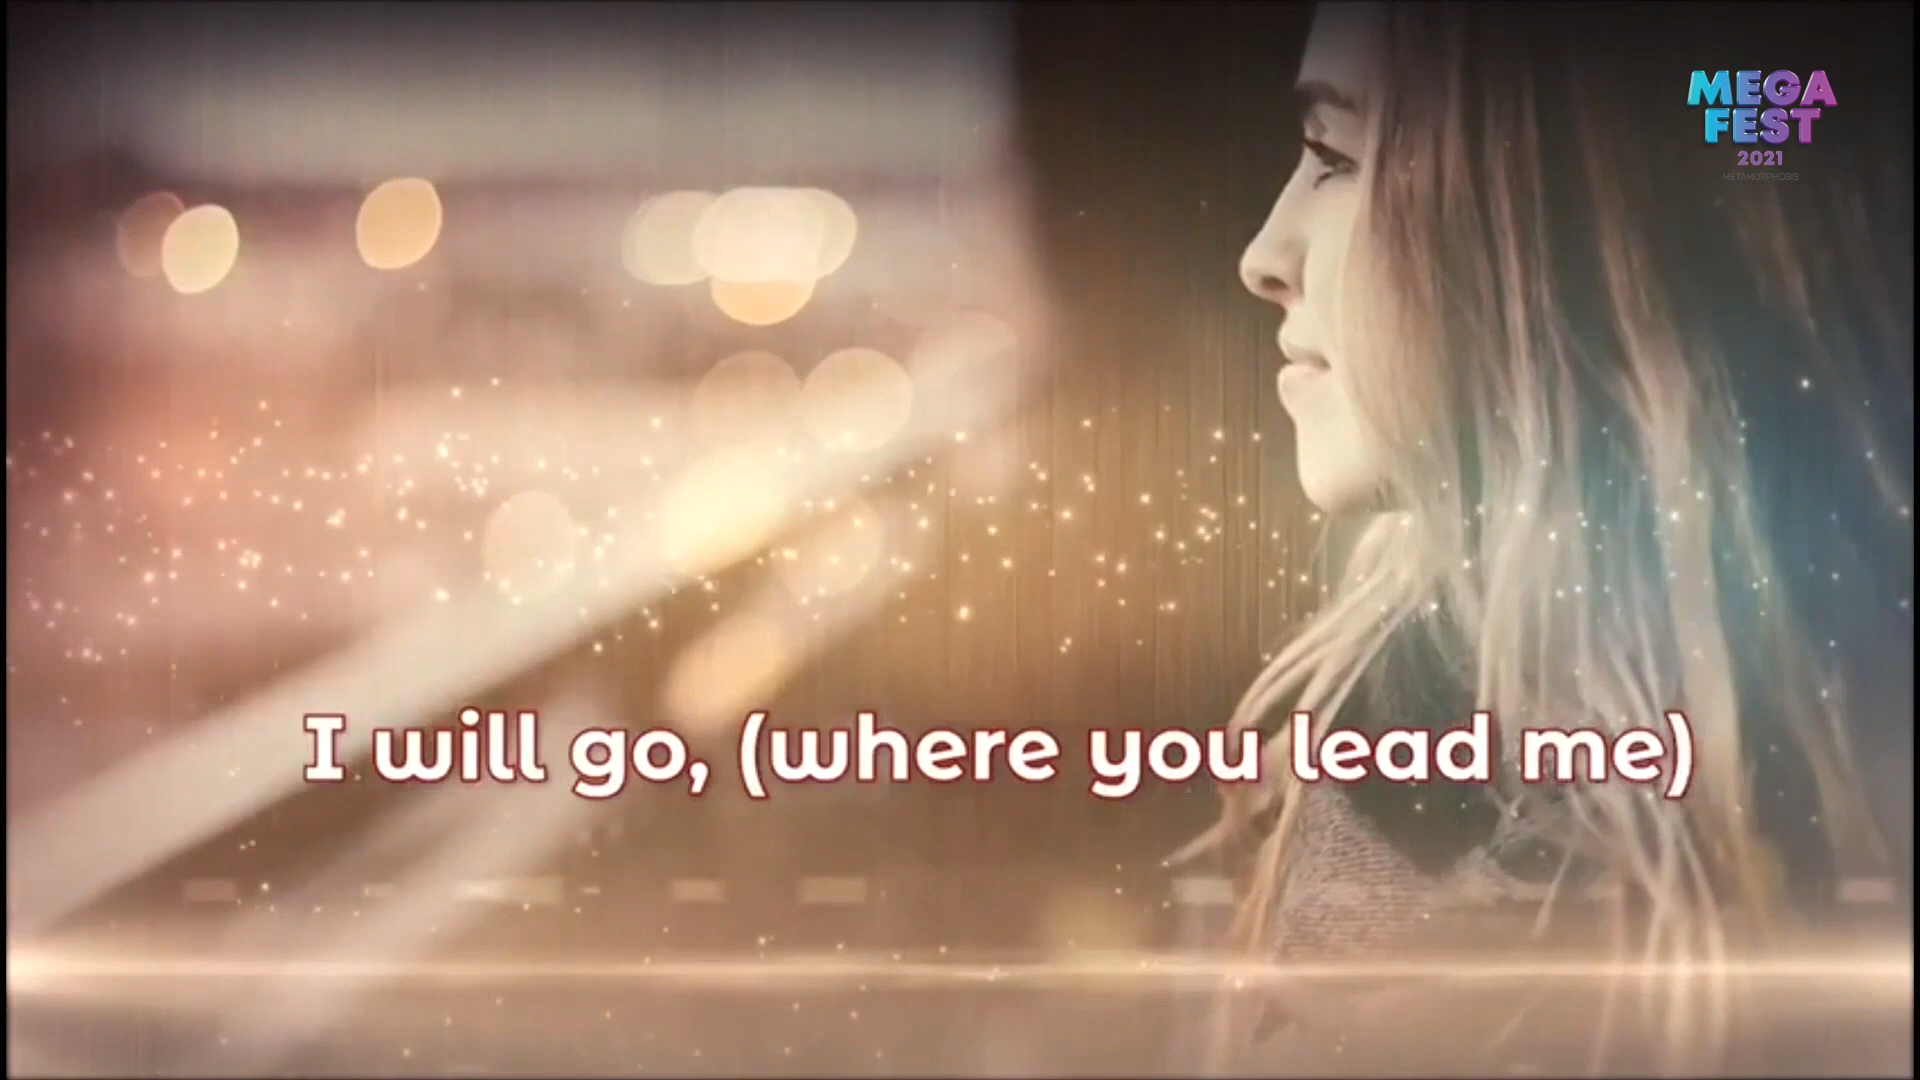 MEGA
FEST
2021
METAMORPHOSIS
I will go, (where you lead me)